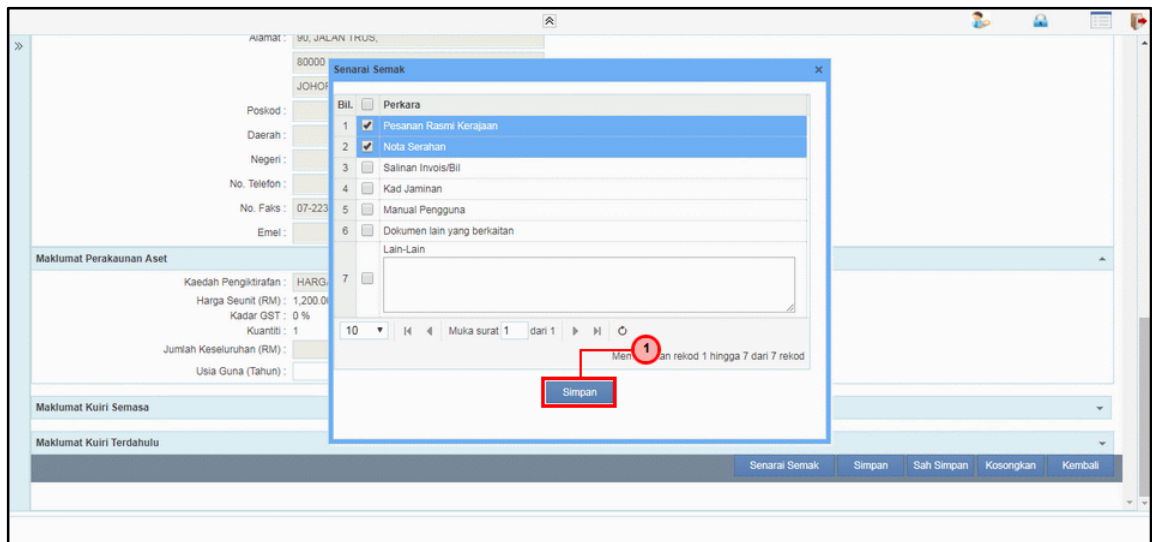 Alamat : 90, JALAN TRUS,
80000
JOHOR
Poskod :
Daerah :
Negeri :
No. Telefon :
No. Faks : 07-223
Emel :
Maklumat Perakaunan Aset
Kaedah Pengiktirafan : HARGA
Harga Seunit (RM) : 1,200.00
Kadar GST : 0 %
Kuantiti : 1
Jumlah Keseluruhan (RM) :
Usia Guna (Tahun) :
Maklumat Kuiri Semasa
Maklumat Kuiri Terdahulu
Senarai Semak
Bil. Perkara
1 Pesanan Rasmi Kerajaan
2 Nota Serahan
3 Salinan Invois/Bil
4 Kad Jaminan
5 Manual Pengguna
6 Dokumen lain yang berkaitan
7 Lain-Lain
10 Muka surat 1 dari 1
1
rekod 1 hingga 7 dari 7 rekod
Simpan
Senarai Semak Simpan Sah Simpan Kosongkan Kembali